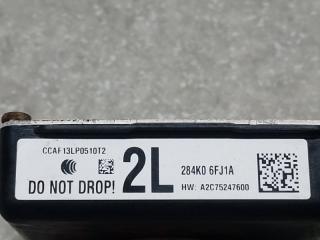 CCAF13LP0510T2
DO NOT DROP!
2L
284K0 6FJ1A
HW: A2C75247600